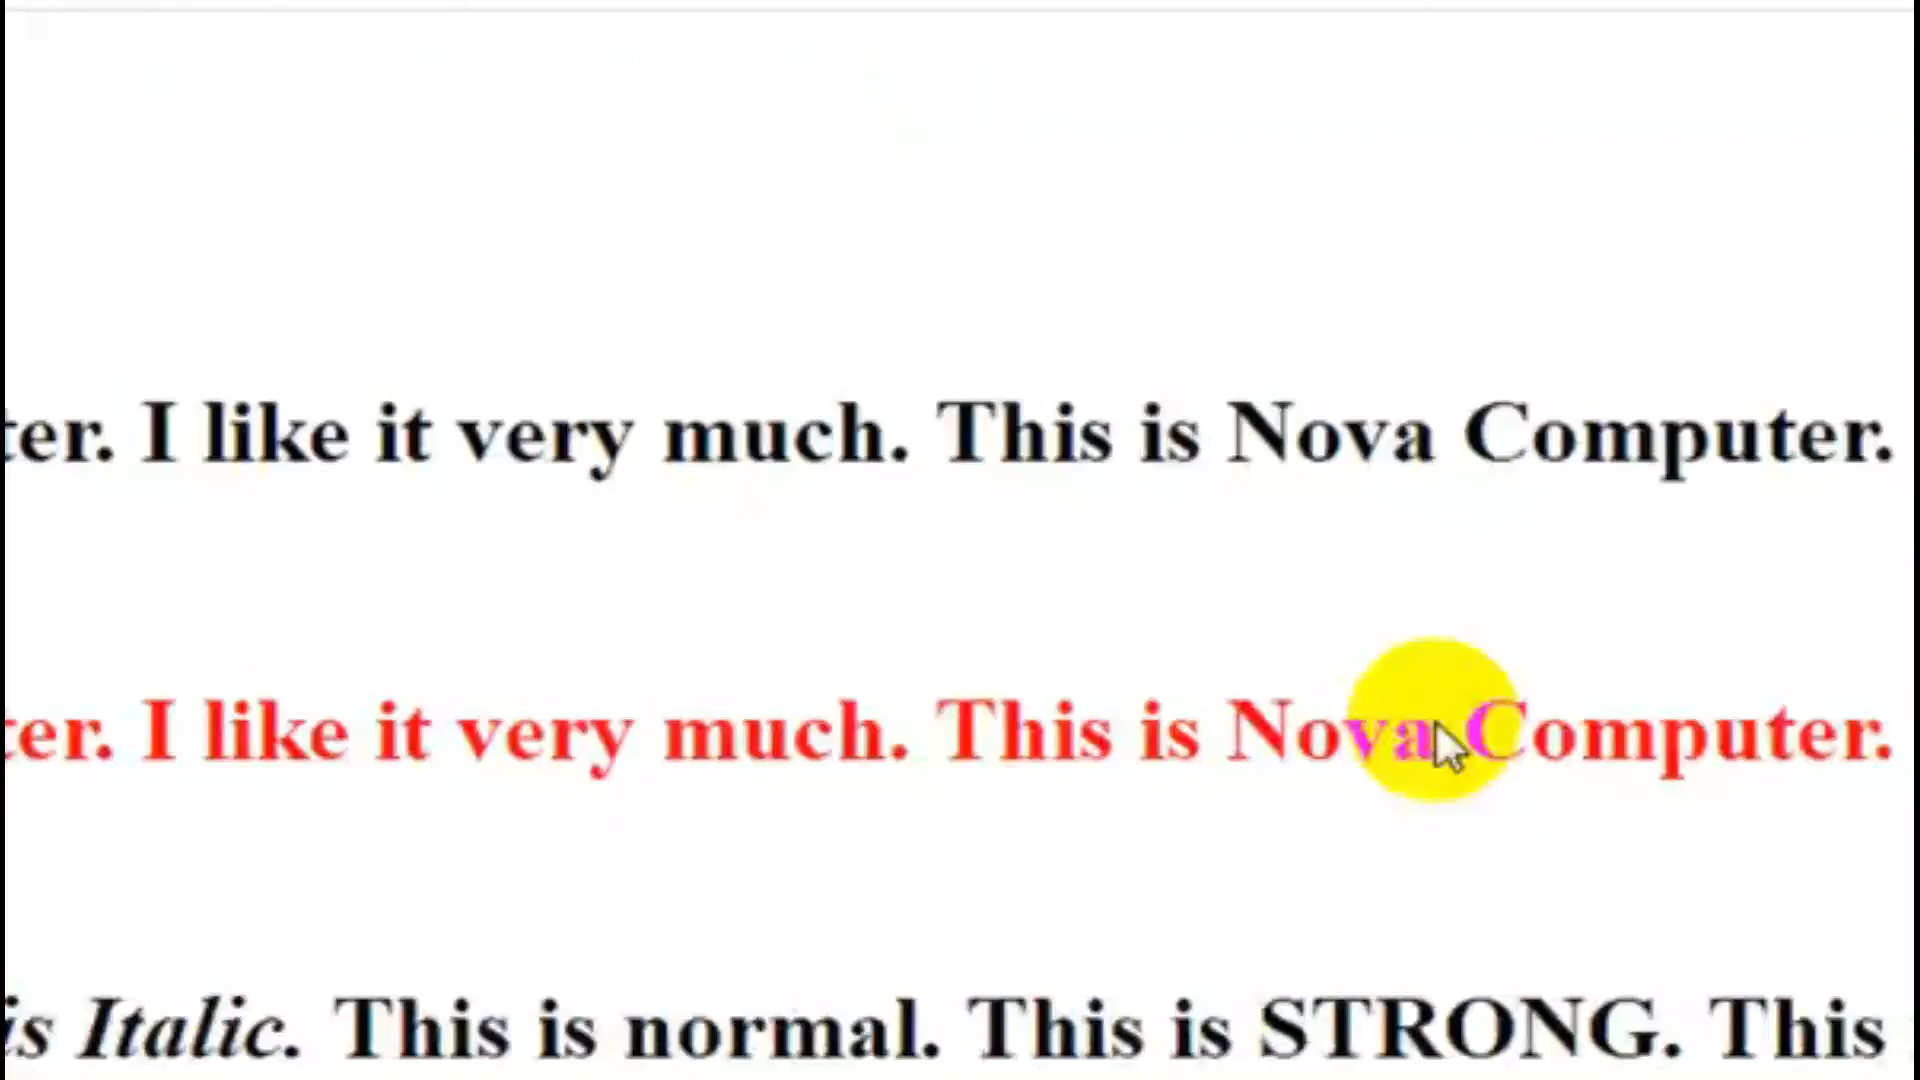 ter. I like it very much. This is Nova Computer.
ter. I like it very much. This is Nova Computer.
is Italic. This is normal. This is STRONG. This